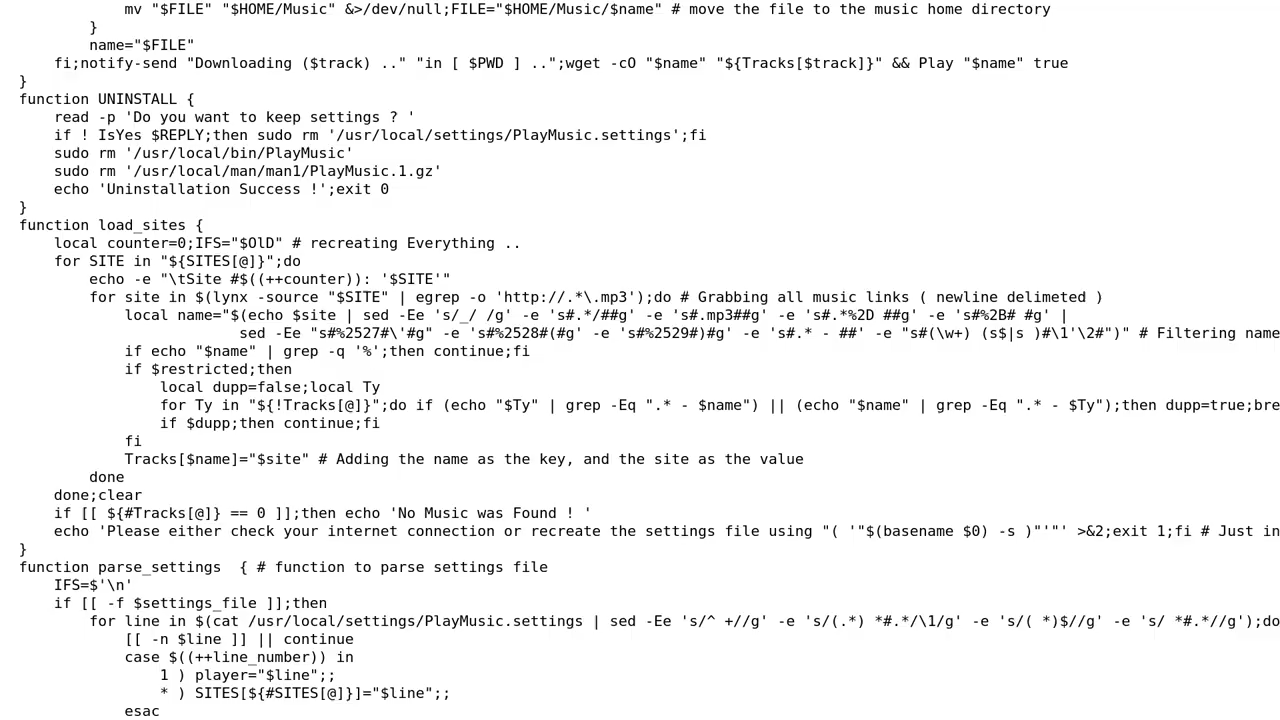 mv "$FILE" "$HOME/Music" &>/dev/null;FILE="$HOME/Music/$name" # move the file to the music home directory
}
name="$FILE"
fi;notify-send "Downloading ($track) .." "in [ $PWD ] ..";wget -cO "$name" "${Tracks[$track]}" && Play "$name" true
}
function UNINSTALL {
read -p 'Do you want to keep settings ? '
if ! IsYes $REPLY;then sudo rm '/usr/local/settings/PlayMusic.settings';fi
sudo rm '/usr/local/bin/PlayMusic'
sudo rm '/usr/local/man/man1/PlayMusic.1.gz'
echo 'Uninstallation Success !';exit 0
}
function load_sites {
local counter=0;IFS="$OlD" # recreating Everything ..
for SITE in "${SITES[@]}";do
echo -e "\tSite #$((++counter)): '$SITE'"
for site in $(lynx -source "$SITE" | egrep -o 'http://.*\.mp3');do # Grabbing all music links ( newline delimeted )
local name="$(echo $site | sed -Ee 's/_/ /g' -e 's#.*/##g' -e 's#.mp3##g' -e 's#.*%2D ##g' -e 's#%2B# #g' |
sed -Ee "s#%2527#\'#g" -e 's#%2528#(#g' -e 's#%2529#)#g' -e 's#.* - ##' -e "s#(\w+) (s$|s )#\1'\2#")" # Filtering name
if echo "$name" | grep -q '%';then continue;fi
if $restricted;then
local dupp=false;local Ty
for Ty in "${!Tracks[@]}";do if (echo "$Ty" | grep -Eq ".* - $name") || (echo "$name" | grep -Eq ".* - $Ty");then dupp=true;bre
if $dupp;then continue;fi
fi
Tracks[$name]="$site" # Adding the name as the key, and the site as the value
done
done;clear
if [[ ${#Tracks[@]} == 0 ]];then echo 'No Music was Found ! '
echo 'Please either check your internet connection or recreate the settings file using "( '"$(basename $0) -s )"'"' >&2;exit 1;fi # Just in
}
function parse_settings  { # function to parse settings file
IFS=$'\n'
if [[ -f $settings_file ]];then
for line in $(cat /usr/local/settings/PlayMusic.settings | sed -Ee 's/^ +//g' -e 's/(.*) *#.*/\1/g' -e 's/( *)$//g' -e 's/ *#.*//g');do
[[ -n $line ]] || continue
case $((++line_number)) in
1 ) player="$line";;
* ) SITES[${#SITES[@]}]="$line";;
esac